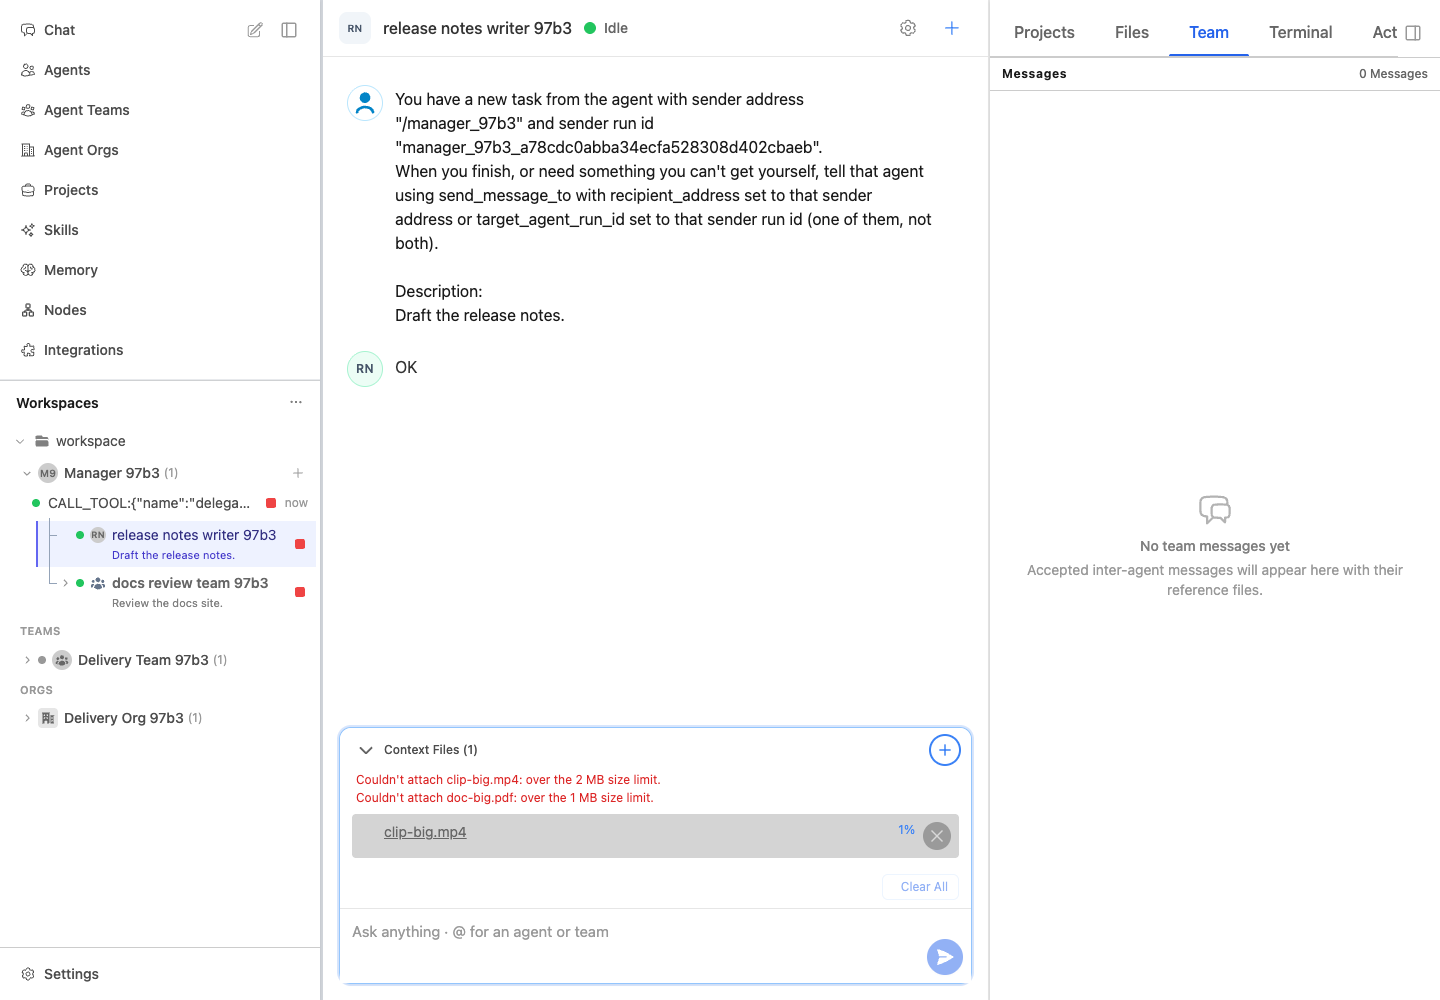 Chat
Agents
Agent Teams
Agent Orgs
Projects
Skills
Memory
Nodes
Integrations
Workspaces
workspace
M9 Manager 97b3 (1)
CALL_TOOL:{"name":"delega... now
RN release notes writer 97b3
Draft the release notes.
docs review team 97b3
Review the docs site.
TEAMS
Delivery Team 97b3 (1)
ORGS
Delivery Org 97b3 (1)
Settings
RN release notes writer 97b3 Idle
You have a new task from the agent with sender address
"/manager_97b3" and sender run id
"manager_97b3_a78cdc0abba34ecfa528308d402cbaeb".
When you finish, or need something you can't get yourself, tell that agent
using send_message_to with recipient_address set to that sender
address or target_agent_run_id set to that sender run id (one of them, not
both).
Description:
Draft the release notes.
RN OK
Context Files (1)
Couldn't attach clip-big.mp4: over the 2 MB size limit.
Couldn't attach doc-big.pdf: over the 1 MB size limit.
clip-big.mp4 1%
Clear All
Ask anything · @ for an agent or team
Projects Files Team Terminal Act
Messages 0 Messages
No team messages yet
Accepted inter-agent messages will appear here with their
reference files.